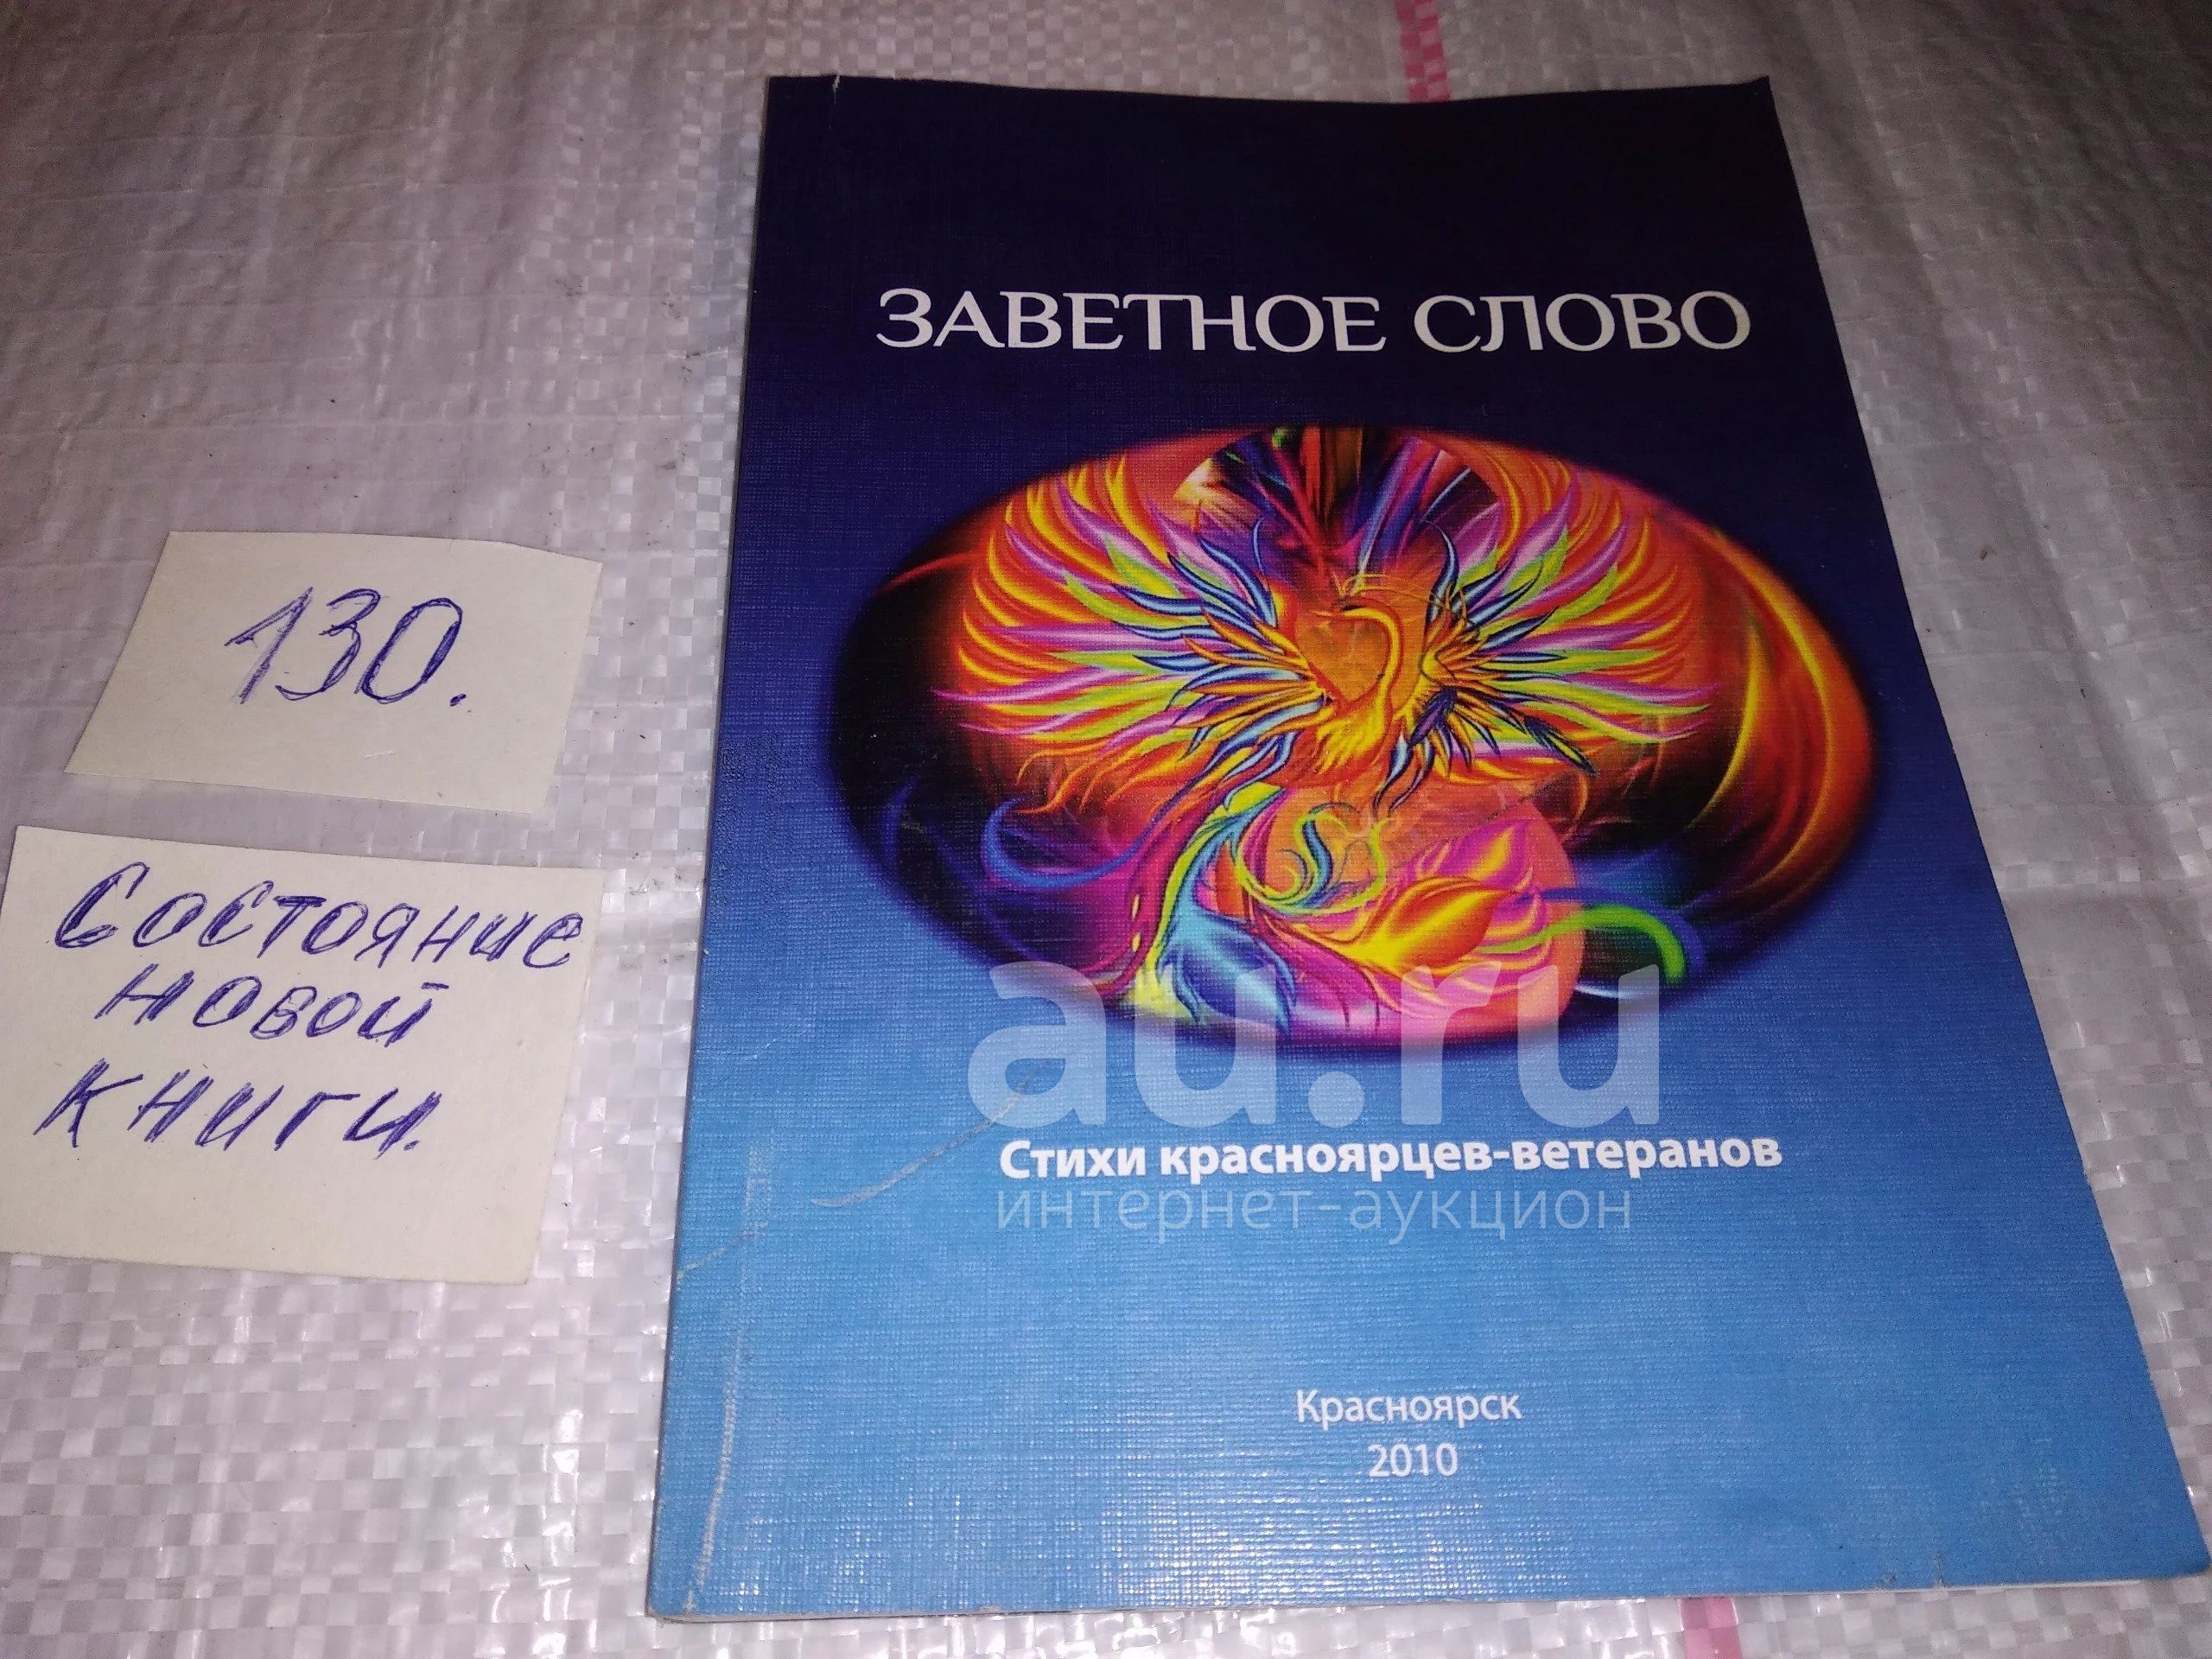 ЗАВЕТНОЕ СЛОВО
130.
Состояние
новой
книги.
au.ru
Стихи красноярцев-ветеранов
интернет-аукцион
Красноярск
2010